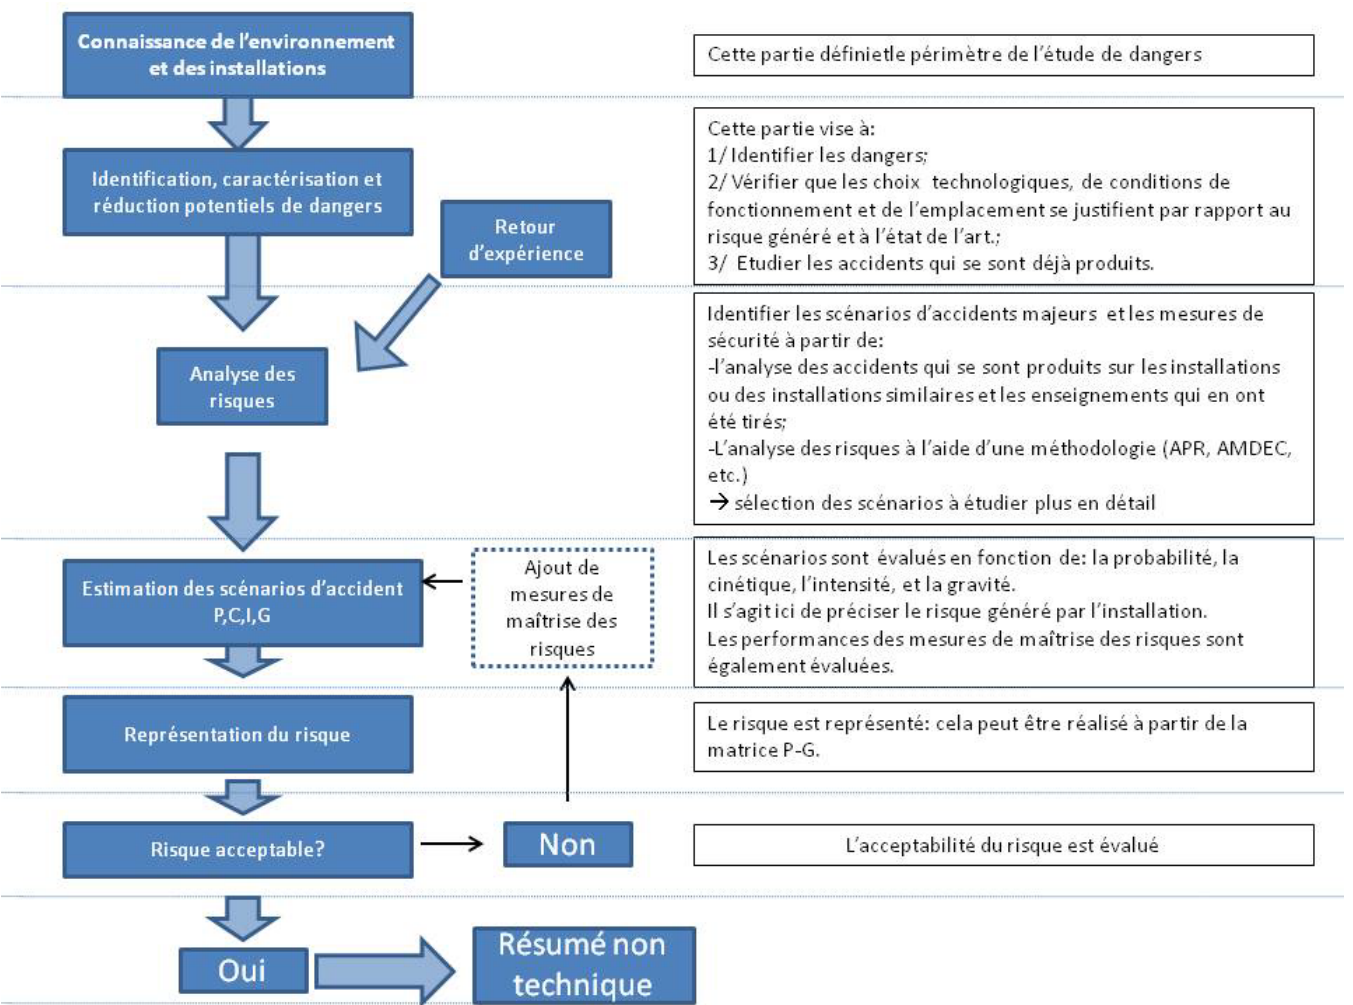 Connaissance de l'environnement
et des installations
Cette partie définietle périmètre de l'étude de dangers
Identification, caractérisation et
réduction potentiels de dangers
Retour
d'expérience
Cette partie vise à:
1/ Identifier les dangers;
2/ Vérifier que les choix technologiques, de conditions de
fonctionnement et de l'emplacement se justifient par rapport au
risque généré et à l'état de l'art.;
3/ Etudier les accidents qui se sont déjà produits.
Analyse des
risques
Identifier les scénarios d'accidents majeurs et les mesures de
sécurité à partir de:
-l'analyse des accidents qui se sont produits sur les installations
ou des installations similaires et les enseignements qui en ont
été tirés;
-L'analyse des risques à l'aide d'une méthodologie (APR, AMDEC,
etc.)
→ sélection des scénarios à étudier plus en détail
Estimation des scénarios d'accident
P,C,I,G
Ajout de
mesures de
maîtrise des
risques
Les scénarios sont évalués en fonction de: la probabilité, la
cinétique, l'intensité, et la gravité.
Il s'agit ici de préciser le risque généré par l'installation.
Les performances des mesures de maîtrise des risques sont
également évaluées.
Représentation du risque
Le risque est représenté: cela peut être réalisé à partir de la
matrice P-G.
Risque acceptable?
Non
L'acceptabilité du risque est évalué
Oui
Résumé non
technique